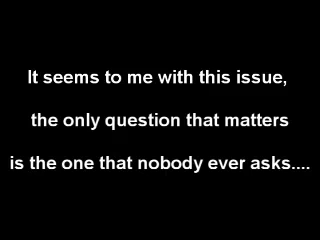 It seems to me with this issue,
the only question that matters
is the one that nobody ever asks....